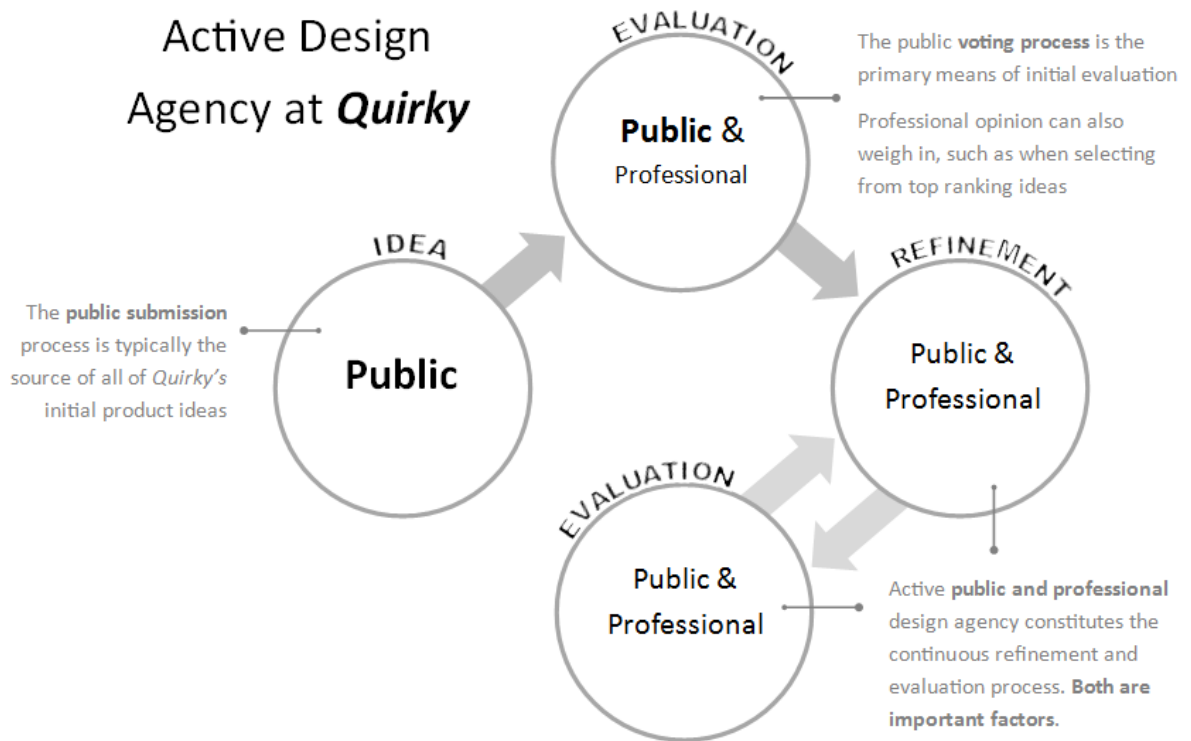 Active Design
Agency at Quirky
EVALUATION
Public &
Professional
The public voting process is the
primary means of initial evaluation
Professional opinion can also
weigh in, such as when selecting
from top ranking ideas
IDEA
Public
The public submission
process is typically the
source of all of Quirky's
initial product ideas
REFINEMENT
Public &
Professional
EVALUATION
Public &
Professional
Active public and professional
design agency constitutes the
continuous refinement and
evaluation process. Both are
important factors.